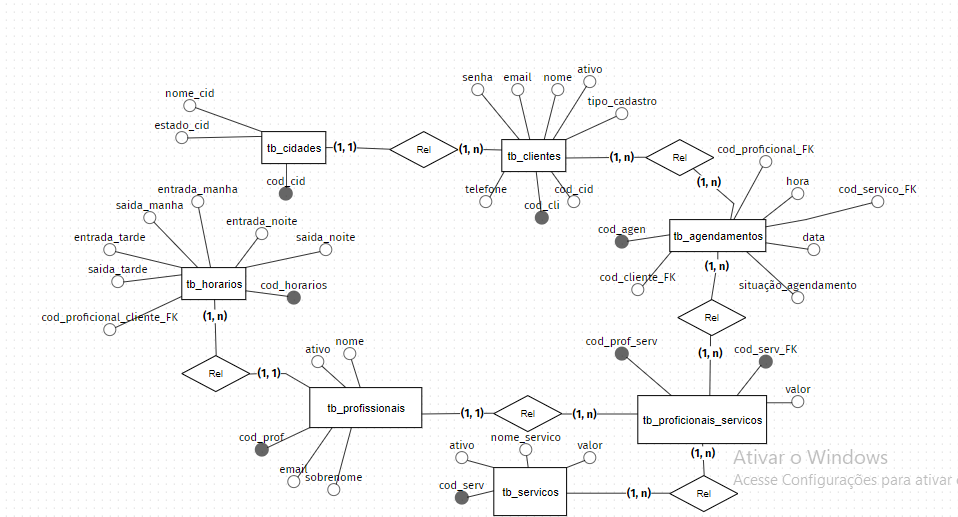 senha
email
nome
ativo
tipo_cadastro
nome_cid
estado_cid
tb_cidades
(1, 1)
Rel
(1, n)
tb_clientes
(1, n)
Rel
(1, n)
cod_cid
telefone
cod_cli
cod_cid
cod_proficional_FK
hora
cod_servico_FK
entrada_manha
saida_manha
entrada_noite
entrada_tarde
saida_noite
saida_tarde
tb_horarios
cod_horarios
cod_proficional_cliente_FK
(1, n)
cod_agen
tb_agendamentos
data
cod_cliente_FK
(1, n)
situação_agendamento
Rel
Rel
(1, 1)
ativo
nome
cod_prof_serv
(1, n)
cod_serv_FK
valor
tb_profissionais
(1, 1)
Rel
(1, n)
tb_proficionais_servicos
cod_prof
email
sobrenome
ativo
nome_servico
valor
(1, n)
cod_serv
tb_servicos
(1, n)
Rel
Ativar o Windows
Acesse Configurações para ativar